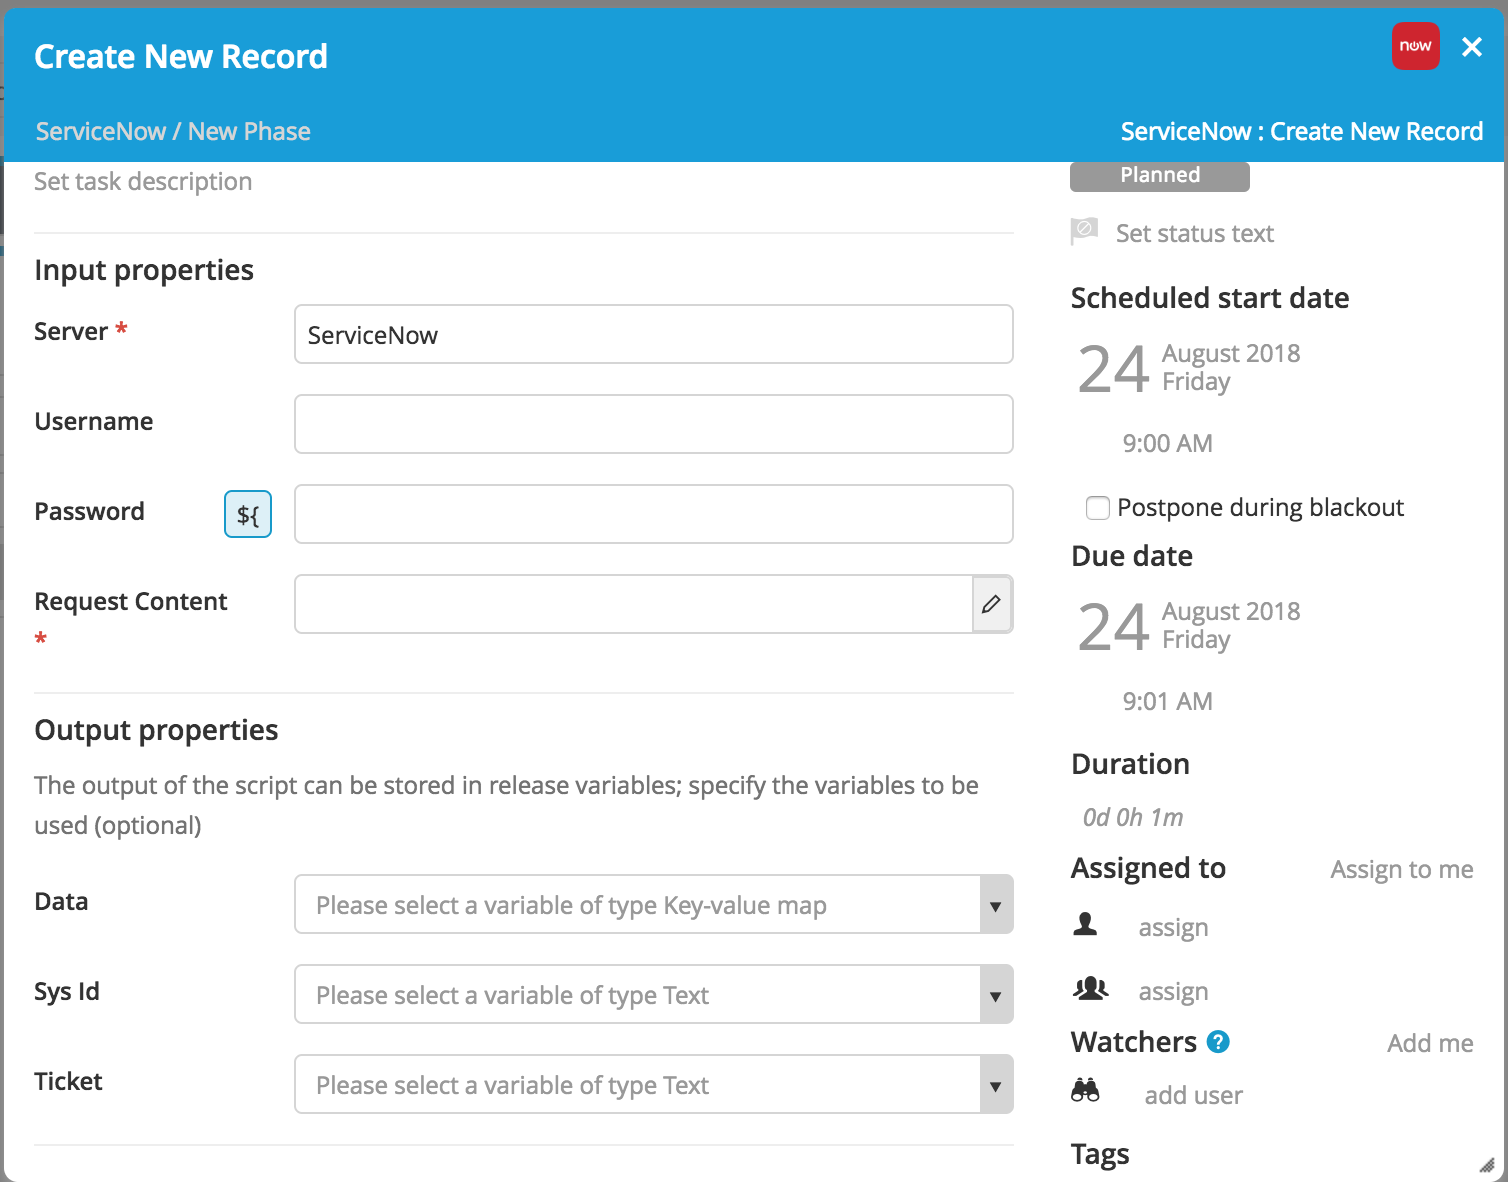 Create New Record
now
ServiceNow / New Phase
ServiceNow : Create New Record
Set task description
Input properties
Server *
ServiceNow
Username
Password
${
Request Content
*
Output properties
The output of the script can be stored in release variables; specify the variables to be
used (optional)
Data
Please select a variable of type Key-value map
Sys Id
Please select a variable of type Text
Ticket
Please select a variable of type Text
Planned
Set status text
Scheduled start date
24
August 2018
Friday
9:00 AM
Postpone during blackout
Due date
24
August 2018
Friday
9:01 AM
Duration
0d 0h 1m
Assigned to
Assign to me
assign
assign
Watchers ?
Add me
add user
Tags